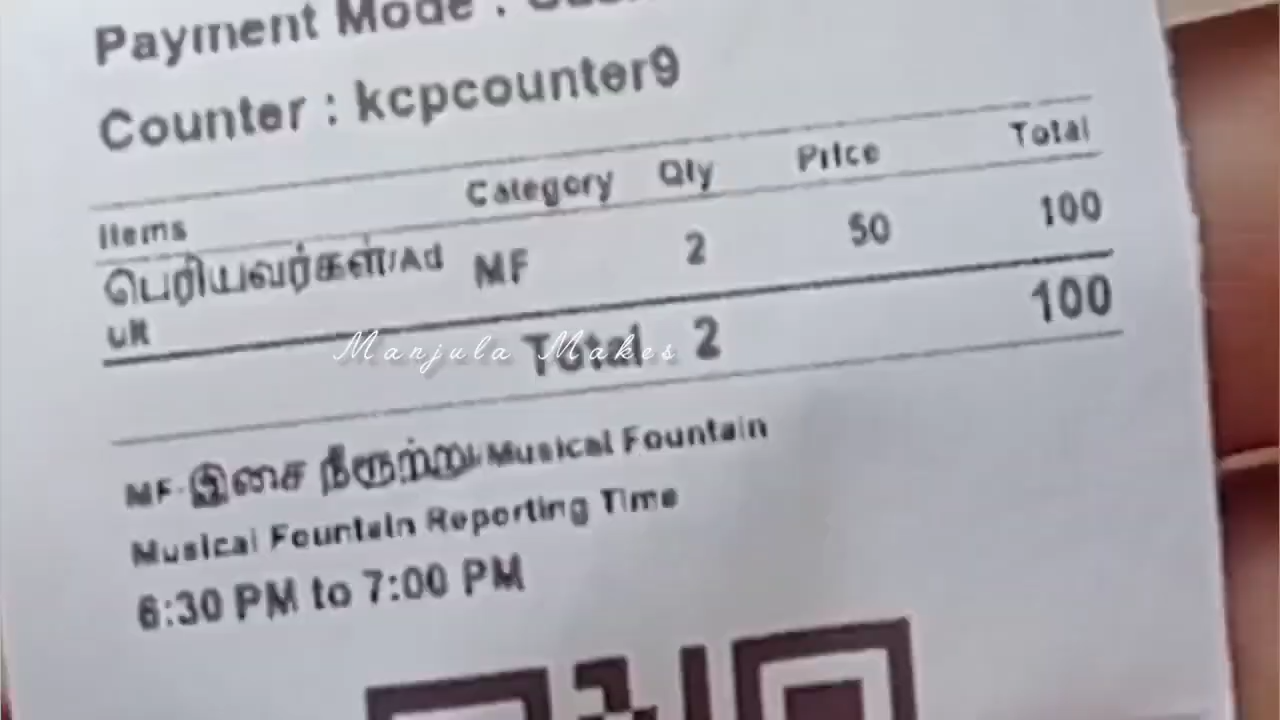 Payment Mode :
Counter : kcpcounter9
Items Category Qty Price Total
பெரியவர்கள்/Ad MF 2 50 100
ult
Total 2 100
Manjula Makes
MF-இசை நீரூற்று/Musical Fountain
Musical Fountain Reporting Time
6:30 PM to 7:00 PM